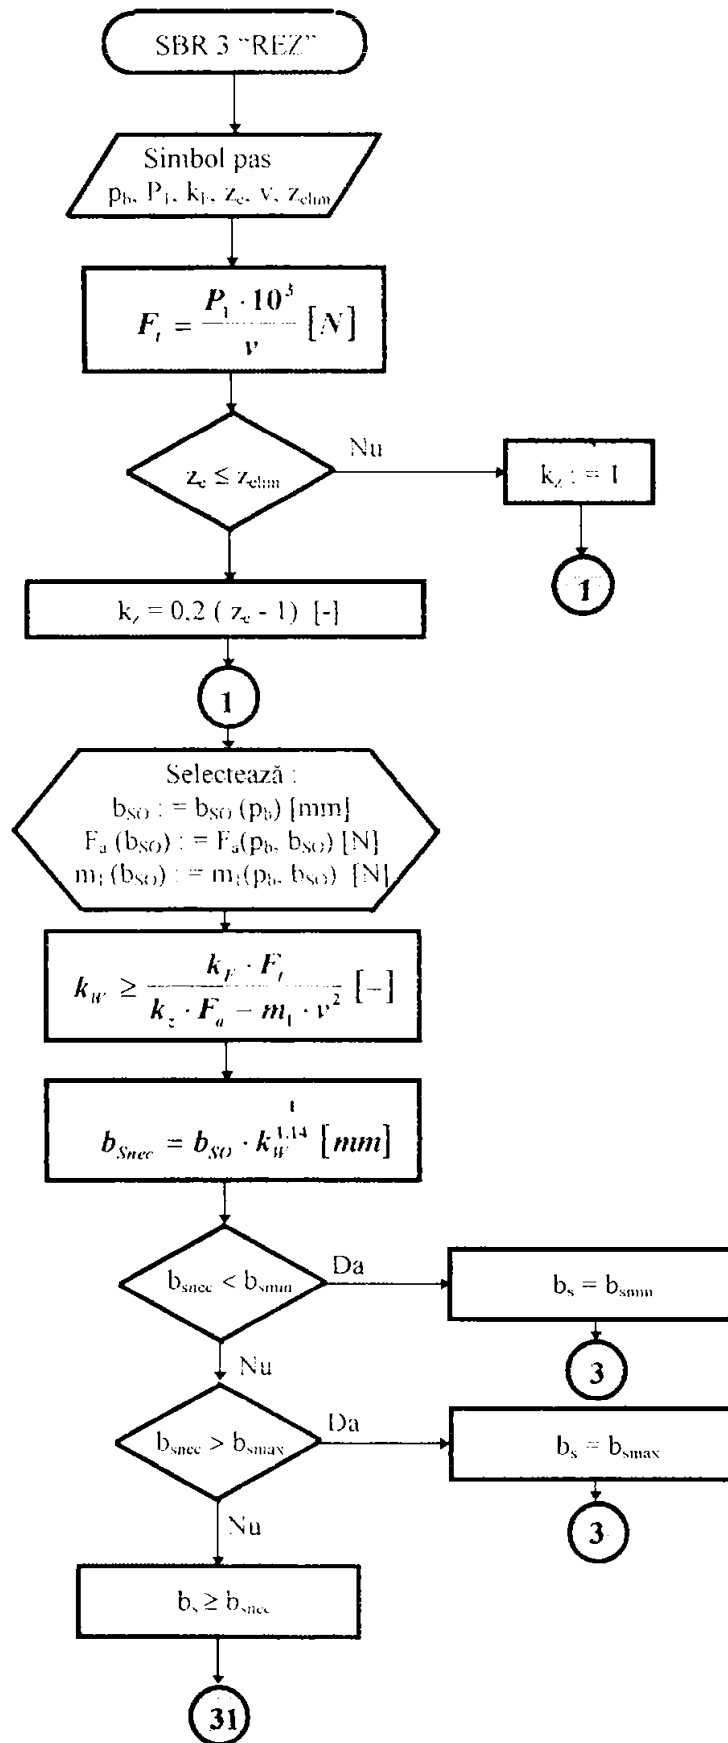 SBR 3 “REZ”
Simbol pas
p_b, P_1, k_F, z_e, v, z_elim
F_t = P_1 · 10^3 / v [N]
Nu
z_e ≤ z_elim
k_z : = 1
1
k_z = 0.2 ( z_e - 1) [-]
1
Selectează :
b_SO : = b_SO (p_b) [mm]
F_a (b_SO) : = F_a(p_b, b_SO) [N]
m_1 (b_SO) : = m_1(p_b, b_SO) [N]
k_W ≥ k_F · F_t / k_z · F_a − m_1 · v^2 [−]
b_Snec = b_SO · k_W^1/1.14 [mm]
b_snec < b_smin
Da
b_s = b_smin
Nu
3
b_snec > b_smax
Da
b_s = b_smax
Nu
3
b_s ≥ b_snec
31